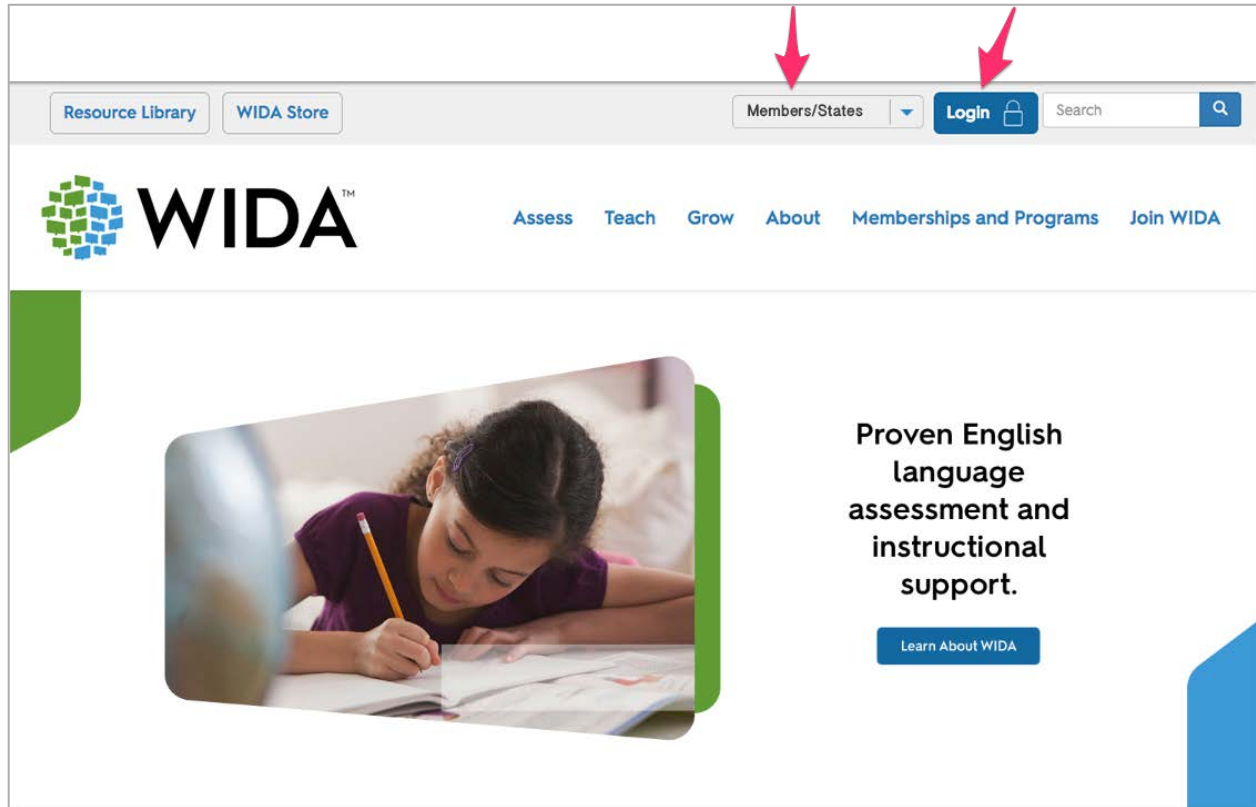 Resource Library
WIDA Store
Members/States
Login
Search
WIDA™
Assess
Teach
Grow
About
Memberships and Programs
Join WIDA
Proven English
language
assessment and
instructional
support.
Learn About WIDA